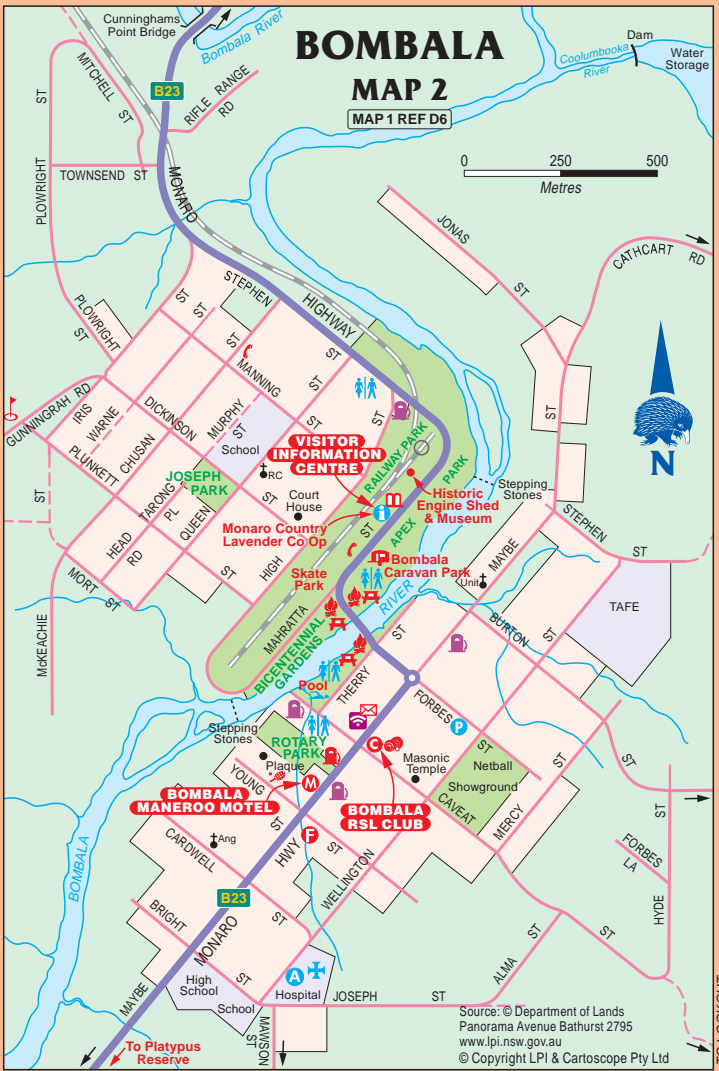 Cunninghams
Point Bridge
Bombala River
BOMBALA
MAP 2
MAP 1 REF D6
Coolumbooka
River
Dam
Water
Storage
0 250 500
Metres
B23
MITCHELL ST
RIFLE RANGE
RD
PLOWRIGHT ST
TOWNSEND ST
MONARO
HIGHWAY
JONAS ST
CATHCART RD
STEPHEN ST
PLOWRIGHT
ST
ST
ST
ST
MANNING
ST
ST
ST
GUNNINGRAH RD
IRIS
WARNE
DICKINSON
ST
MURPHY
ST
CHUSAN
PLUNKETT
ST
School
RC
JOSEPH
PARK
VISITOR
INFORMATION
CENTRE
RAILWAY PARK
APEX PARK
Historic
Engine Shed
& Museum
Stepping
Stones
Court
House
Monaro Country
Lavender Co Op
TARONG
PL
QUEEN
HEAD
RD
HIGH
ST
MORT ST
ST
McKEACHIE
Skate
Park
MAHRATTA
ST
Bombala
Caravan Park
RIVER
BICENTENNIAL
GARDENS
Pool
Unit
MAYBE
STEPHEN
ST
TAFE
BURTON
ST
ST
THERRY
FORBES
ST
P
N
Stepping
Stones
ROTARY
PARK
Plaque
C
Masonic
Temple
Netball
Showground
CAVEAT
ST
MERCY
YOUNG
ST
M
BOMBALA
MANEROO MOTEL
BOMBALA
RSL CLUB
F
HWY
ST
WELLINGTON
Ang
CARDWELL
ST
B23
BOMBALA
BRIGHT
ST
MONARO
FORBES
LA
HYDE
ST
ST
ALMA
ST
High
School
School
A
Hospital
JOSEPH ST
MAWSON
ST
MAYBE
To Platypus
Reserve
Source: © Department of Lands
Panorama Avenue Bathurst 2795
www.lpi.nsw.gov.au
© Copyright LPI & Cartoscope Pty Ltd
TO LOOKOUT